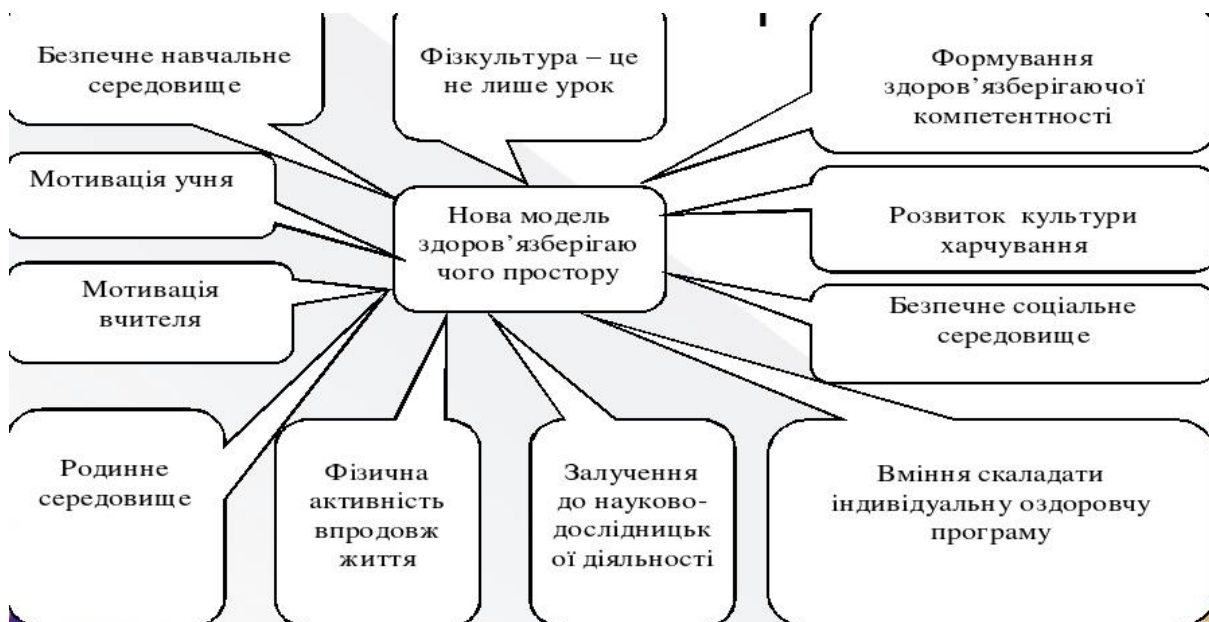 Безпечне навчальне
середовище
Фізкультура – це
не лише урок
Формування
здоров’язберігаючої
компетентності
Мотивація учня
Нова модель
здоров’язберігаю
чого простору
Розвиток культури
харчування
Мотивація
вчителя
Безпечне соціальне
середовище
Родинне
середовище
Фізична
активність
впродовж
життя
Залучення
до науково-
дослідницьк
ої діяльності
Вміння скаладати
індивідуальну оздоровчу
програму